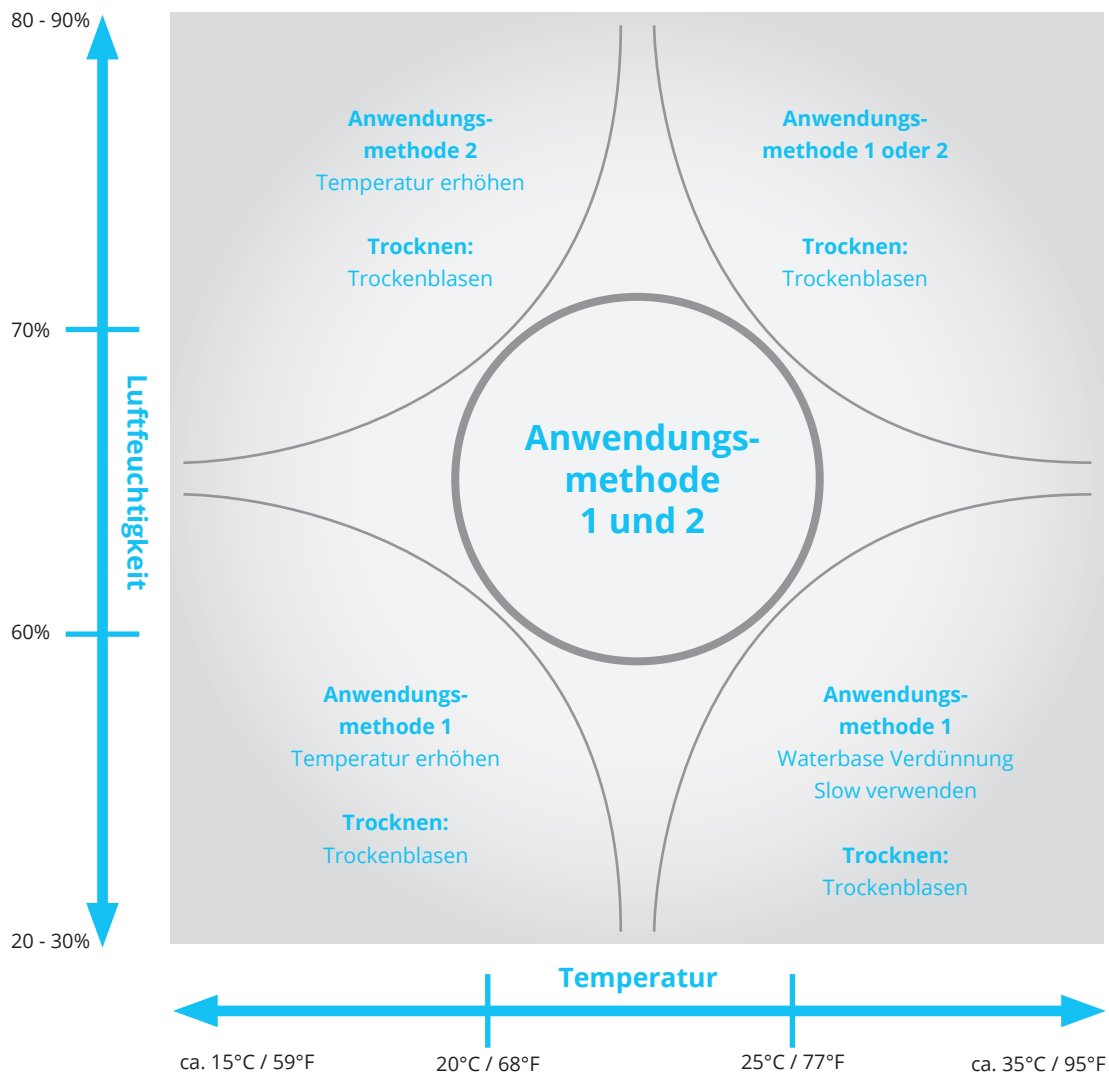 80 - 90%
Anwendungs-
methode 2
Temperatur erhöhen
Trocknen:
Trockenblasen
Anwendungs-
methode 1 oder 2
Trocknen:
Trockenblasen
70%
Luftfeuchtigkeit
Anwendungs-
methode
1 und 2
60%
Anwendungs-
methode 1
Temperatur erhöhen
Trocknen:
Trockenblasen
Anwendungs-
methode 1
Waterbase Verdünnung
Slow verwenden
Trocknen:
Trockenblasen
20 - 30%
Temperatur
ca. 15°C / 59°F
20°C / 68°F
25°C / 77°F
ca. 35°C / 95°F